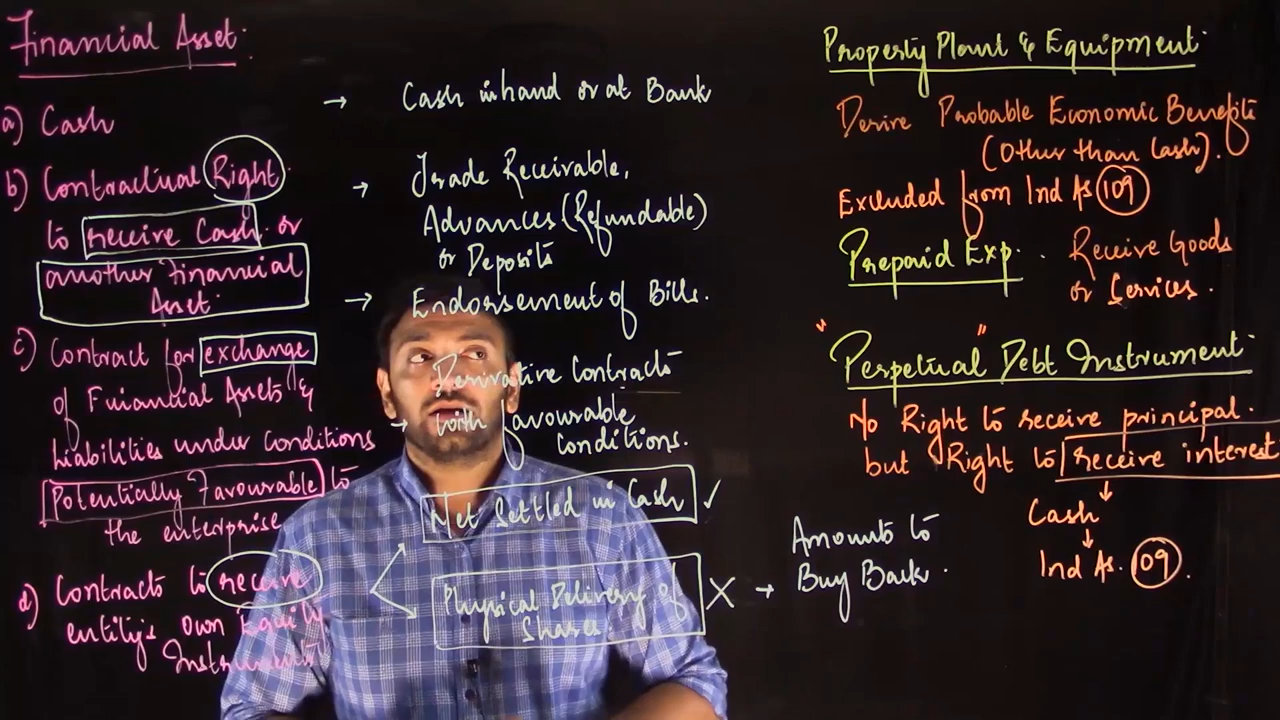 Financial Asset:
a) Cash
b) Contractual Right
to receive Cash or
another Financial
Asset.
c) Contract for exchange
of Financial Assets &
Liabilities under conditions
Potentially Favourable to
the enterprise
d) Contracts to receive
entity's own Equity
Instruments
→ Cash in hand or at Bank
→ Trade Receivable,
Advances (Refundable)
or Deposits
→ Endorsement of Bills.
→ Derivative Contracts
with favourable
conditions.
Net Settled in Cash ✓
Physical Delivery of
Shares. X → Amounts to
Buy Back.
Property Plant & Equipment:
Derive Probable Economic Benefits
(Other than Cash).
Excluded from Ind As 109
Prepaid Exp. Receive Goods
or Services.
"Perpetual" Debt Instrument:
No Right to receive principal.
but Right to receive interest
↓
Cash
↓
Ind As. 109.